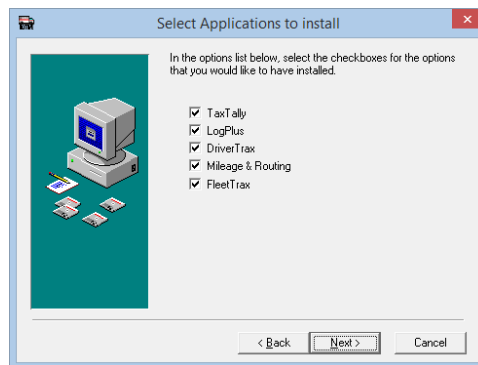 Select Applications to install
In the options list below, select the checkboxes for the options
that you would like to have installed.
TaxTally
LogPlus
DriverTrax
Mileage & Routing
FleetTrax
< Back
Next >
Cancel